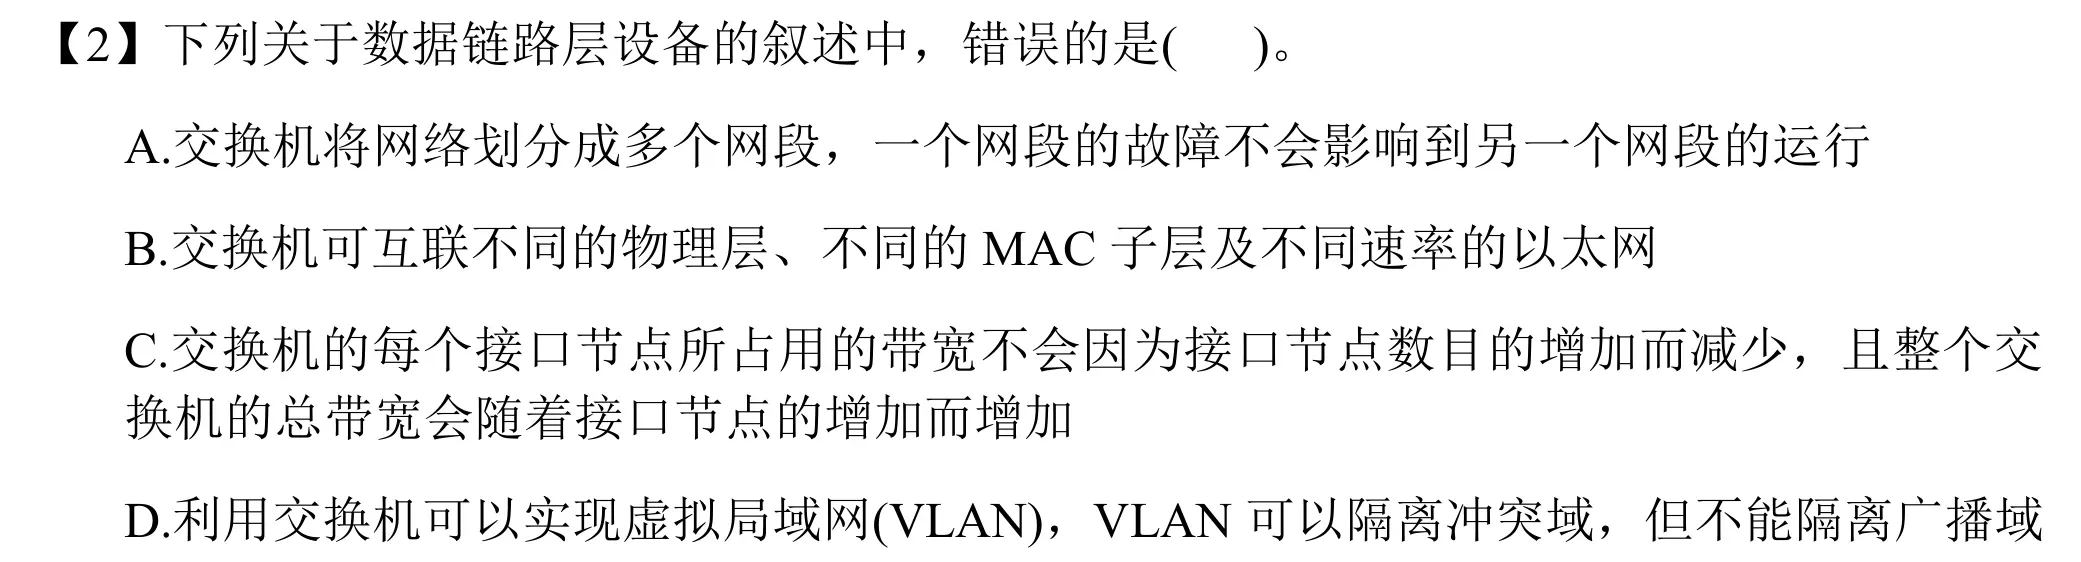 【2】下列关于数据链路层设备的叙述中，错误的是(  )。
A.交换机将网络划分成多个网段，一个网段的故障不会影响到另一个网段的运行
B.交换机可互联不同的物理层、不同的 MAC 子层及不同速率的以太网
C.交换机的每个接口节点所占用的带宽不会因为接口节点数目的增加而减少，且整个交
换机的总带宽会随着接口节点的增加而增加
D.利用交换机可以实现虚拟局域网(VLAN)，VLAN 可以隔离冲突域，但不能隔离广播域